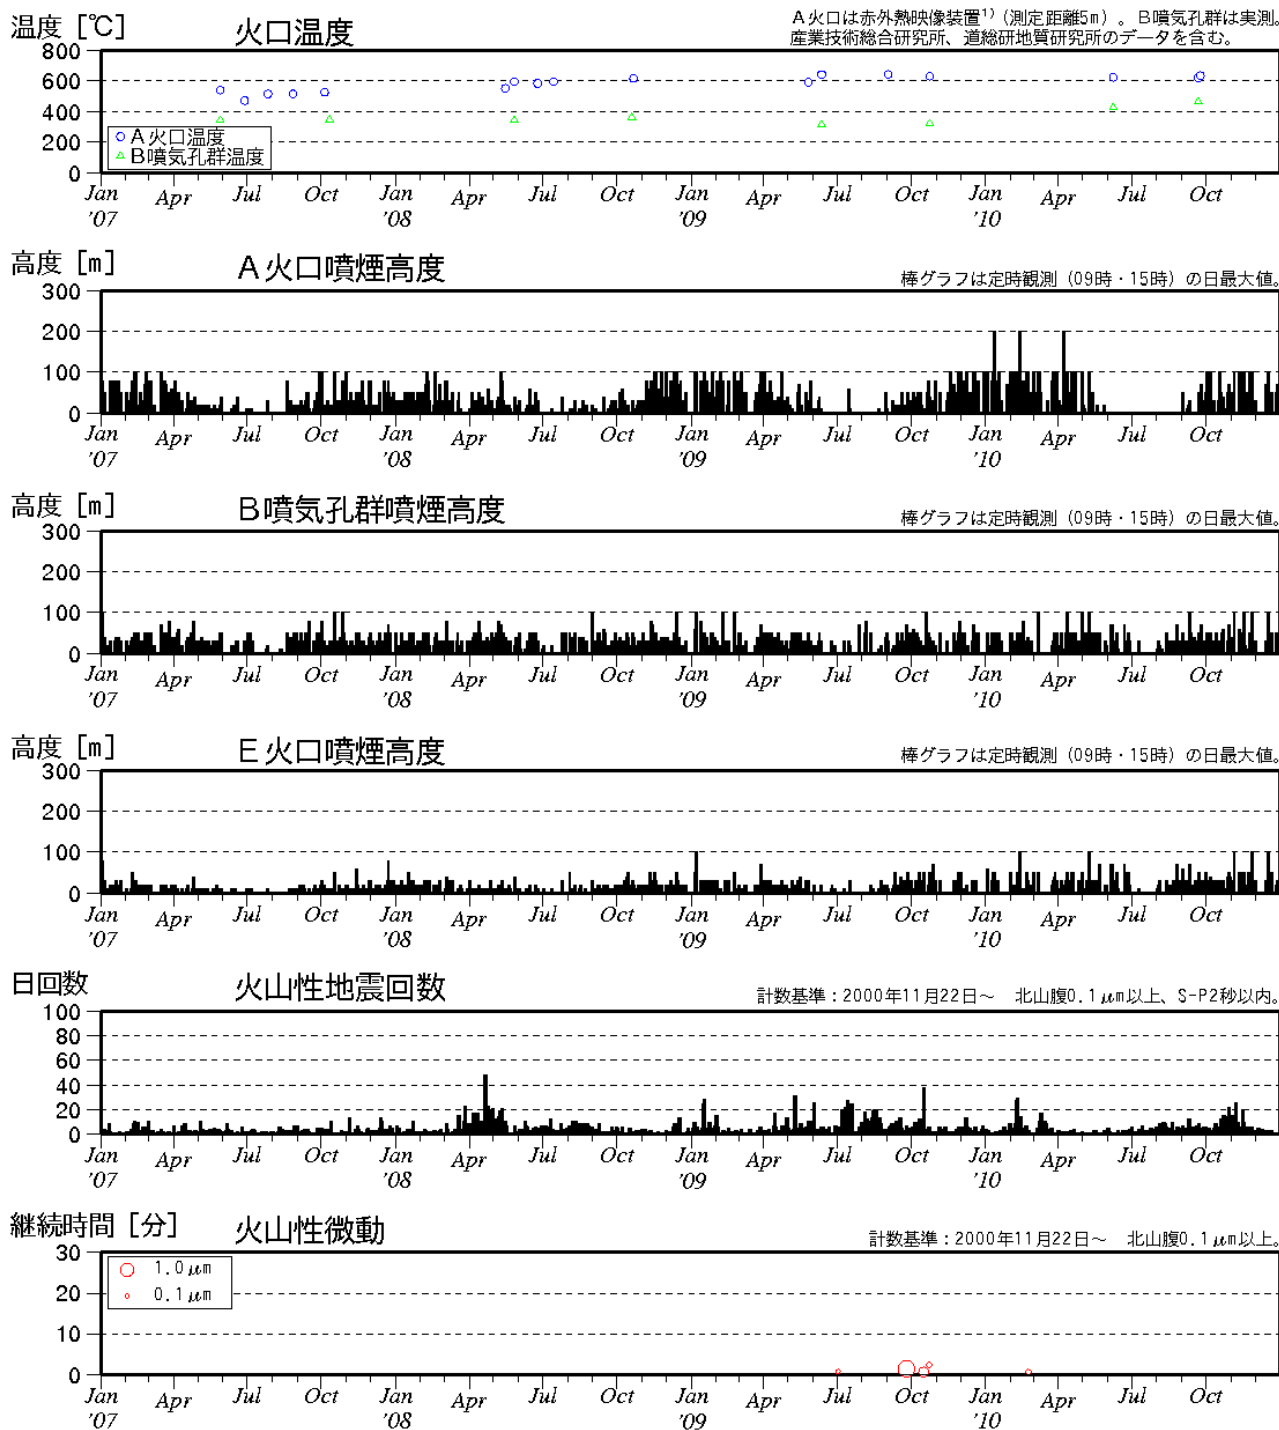 温度 [℃]
火口温度
A火口は赤外熱映像装置1) (測定距離5m) 。B噴気孔群は実測。
産業技術総合研究所、道総研地質研究所のデータを含む。
800
600
400
200
0
A火口温度
B噴気孔群温度
Jan Apr Jul Oct Jan Apr Jul Oct Jan Apr Jul Oct Jan Apr Jul Oct
'07 '08 '09 '10
高度 [m]
A火口噴煙高度
棒グラフは定時観測 (09時・15時) の日最大値。
300
200
100
0
Jan Apr Jul Oct Jan Apr Jul Oct Jan Apr Jul Oct Jan Apr Jul Oct
'07 '08 '09 '10
高度 [m]
B噴気孔群噴煙高度
棒グラフは定時観測 (09時・15時) の日最大値。
300
200
100
0
Jan Apr Jul Oct Jan Apr Jul Oct Jan Apr Jul Oct Jan Apr Jul Oct
'07 '08 '09 '10
高度 [m]
E火口噴煙高度
棒グラフは定時観測 (09時・15時) の日最大値。
300
200
100
0
Jan Apr Jul Oct Jan Apr Jul Oct Jan Apr Jul Oct Jan Apr Jul Oct
'07 '08 '09 '10
日回数
火山性地震回数
計数基準：2000年11月22日～ 北山腹0.1μm以上、S-P2秒以内。
100
80
60
40
20
0
Jan Apr Jul Oct Jan Apr Jul Oct Jan Apr Jul Oct Jan Apr Jul Oct
'07 '08 '09 '10
継続時間 [分]
火山性微動
計数基準：2000年11月22日～ 北山腹0.1μm以上。
30
20
10
0
1.0μm
0.1μm
Jan Apr Jul Oct Jan Apr Jul Oct Jan Apr Jul Oct Jan Apr Jul Oct
'07 '08 '09 '10